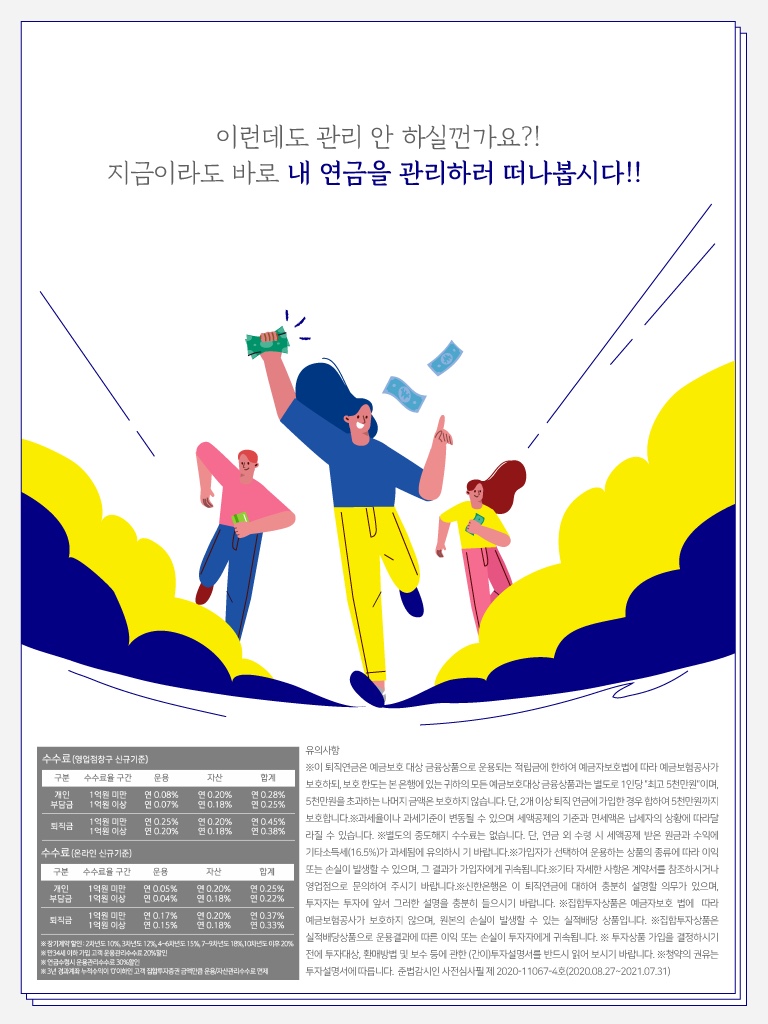 이런데도 관리 안 하실껀가요?!
지금이라도 바로 내 연금을 관리하러 떠나봅시다!!
수수료(영업점창구 신규기준)
구분 수수료율 구간 운용 자산 합계
개인 1억원 미만 연 0.08% 연 0.20% 연 0.28%
부담금 1억원 이상 연 0.07% 연 0.18% 연 0.25%
퇴직금 1억원 미만 연 0.25% 연 0.20% 연 0.45%
1억원 이상 연 0.20% 연 0.18% 연 0.38%
수수료(온라인 신규기준)
구분 수수료율 구간 운용 자산 합계
개인 1억원 미만 연 0.05% 연 0.20% 연 0.25%
부담금 1억원 이상 연 0.04% 연 0.18% 연 0.22%
퇴직금 1억원 미만 연 0.17% 연 0.20% 연 0.37%
1억원 이상 연 0.15% 연 0.18% 연 0.33%
※ 장기계약 할인 : 2차년도 10%, 3차년도 12%, 4~6차년도 15%, 7~9차년도 18%,10차년도 이후 20%
※ 만34세 이하 가입 고객 운용관리수수료 20%할인
※ 연금수령시 운용관리수수료 30%할인
※ 3년 경과계좌 누적수익이 '0'이하인 고객 집합투자증권 금액만큼 운용/자산관리수수료 면제
유의사항
※이 퇴직연금은 예금보호 대상 금융상품으로 운용되는 적립금에 한하여 예금자보호법에 따라 예금보험공사가
보호하되, 보호 한도는 본 은행에 있는 귀하의 모든 예금보호대상 금융상품과는 별도로 1인당 "최고 5천만원"이며,
5천만원을 초과하는 나머지 금액은 보호하지 않습니다. 단, 2개 이상 퇴직 연금에 가입한 경우 합하여 5천만원까지
보호합니다.※과세율이나 과세기준이 변동될 수 있으며 세액공제의 기준과 면세액은 납세자의 상황에 따라달
라질 수 있습니다. ※별도의 중도해지 수수료는 없습니다. 단, 연금 외 수령 시 세액공제 받은 원금과 수익에
기타소득세(16.5%)가 과세됨에 유의하시 기 바랍니다.※가입자가 선택하여 운용하는 상품의 종류에 따라 이익
또는 손실이 발생할 수 있으며, 그 결과가 가입자에게 귀속됩니다.※기타 자세한 사항은 계약서를 참조하시거나
영업점으로 문의하여 주시기 바랍니다.※신한은행은 이 퇴직연금에 대하여 충분히 설명할 의무가 있으며,
투자자는 투자에 앞서 그러한 설명을 충분히 들으시기 바랍니다. ※집합투자상품은 예금자보호 법에 따라
예금보험공사가 보호하지 않으며, 원본의 손실이 발생할 수 있는 실적배당 상품입니다. ※집합투자상품은
실적배당상품으로 운용결과에 따른 이익 또는 손실이 투자자에게 귀속됩니다. ※ 투자상품 가입을 결정하시기
전에 투자대상, 환매방법 및 보수 등에 관한 (간이)투자설명서를 반드시 읽어 보시기 바랍니다. ※청약의 권유는
투자설명서에 따릅니다. 준법감시인 사전심사필 제 2020-11067-4호(2020.08.27~2021.07.31)